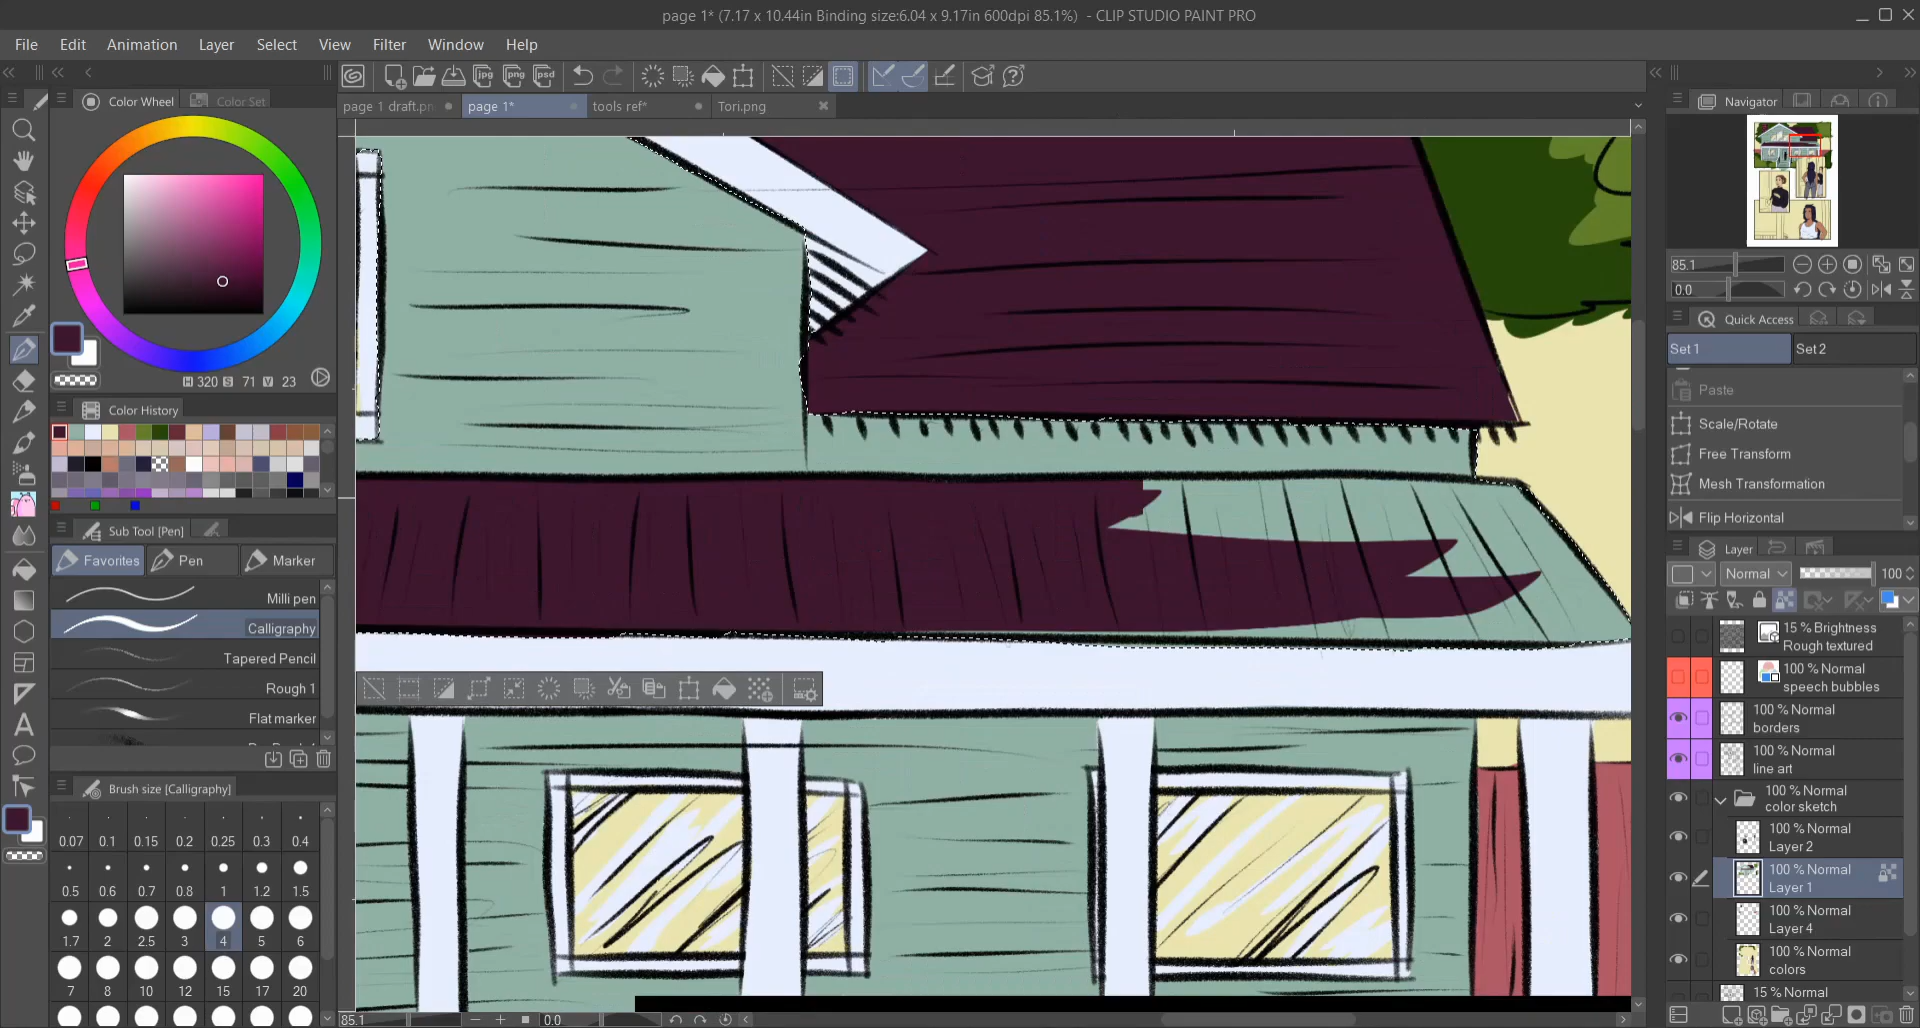 page 1* (7.17 x 10.44in Binding size:6.04 x 9.17in 600dpi 85.1%)  - CLIP STUDIO PAINT PRO
File Edit Animation Layer Select View Filter Window Help
Color Wheel Color Set
jpg png psd
page 1 draft.pn page 1* tools ref* Tori.png
Navigator
85.1
0.0
Quick Access
Set 1 Set 2
H 320 S 71 V 23
Color History
Paste
Scale/Rotate
Free Transform
Mesh Transformation
Flip Horizontal
Sub Tool [Pen]
Favorites Pen Marker
Milli pen
Calligraphy
Tapered Pencil
Rough 1
Flat marker
Layer
Normal 100
15 % Brightness
Rough textured
100 % Normal
speech bubbles
100 % Normal
borders
100 % Normal
line art
100 % Normal
color sketch
100 % Normal
Layer 2
100 % Normal
Layer 1
100 % Normal
Layer 4
100 % Normal
colors
15 % Normal
Brush size [Calligraphy]
0.07 0.1 0.15 0.2 0.25 0.3 0.4
0.5 0.6 0.7 0.8 1 1.2 1.5
1.7 2 2.5 3 4 5 6
7 8 10 12 15 17 20
85.1 0.0